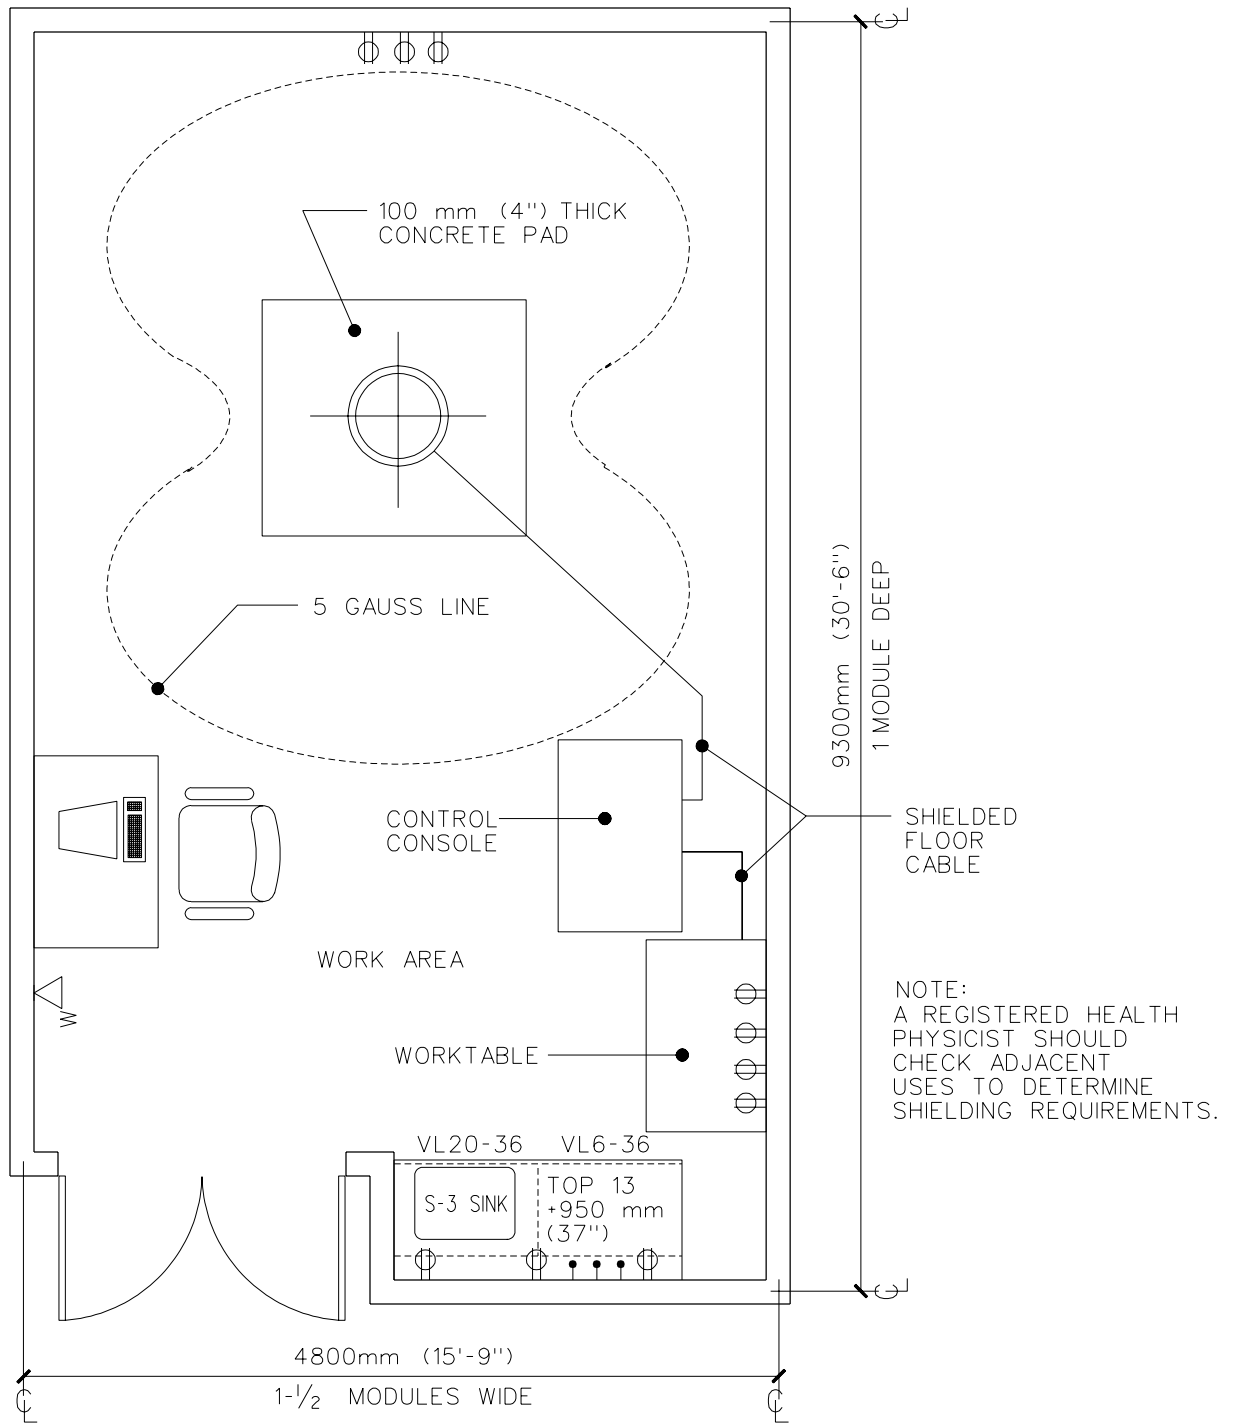 100 mm (4") THICK
CONCRETE PAD
5 GAUSS LINE
9300mm (30'-6")
1 MODULE DEEP
CONTROL
CONSOLE
SHIELDED
FLOOR
CABLE
WORK AREA
W
NOTE:
A REGISTERED HEALTH
PHYSICIST SHOULD
CHECK ADJACENT
USES TO DETERMINE
SHIELDING REQUIREMENTS.
WORKTABLE
VL20-36 VL6-36
S-3 SINK
TOP 13
+950 mm
(37")
4800mm (15'-9")
1-1/2 MODULES WIDE